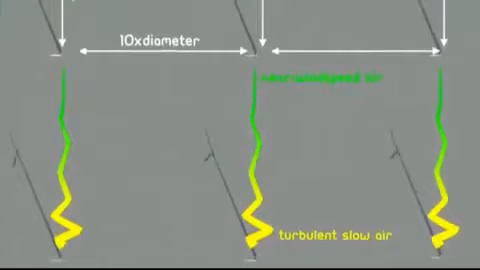 10xdiameter
near-windspeed air
turbulent slow air